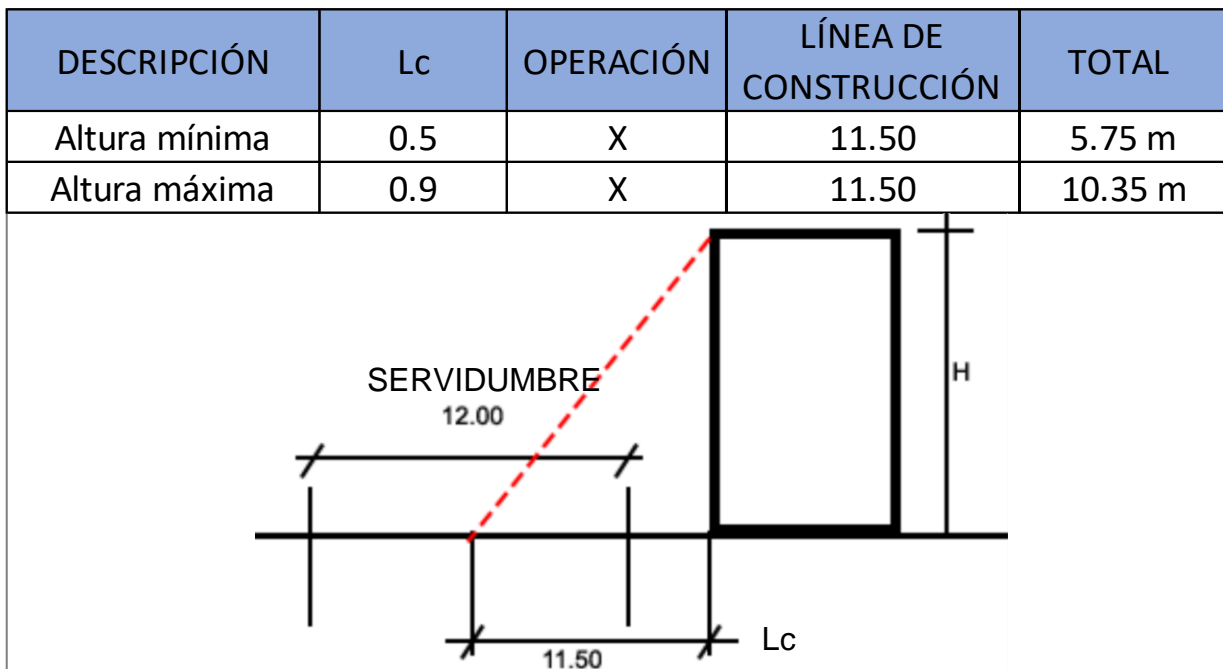 DESCRIPCIÓN Lc OPERACIÓN LÍNEA DE CONSTRUCCIÓN TOTAL
Altura mínima 0.5 X 11.50 5.75 m
Altura máxima 0.9 X 11.50 10.35 m
SERVIDUMBRE
12.00
H
11.50
Lc